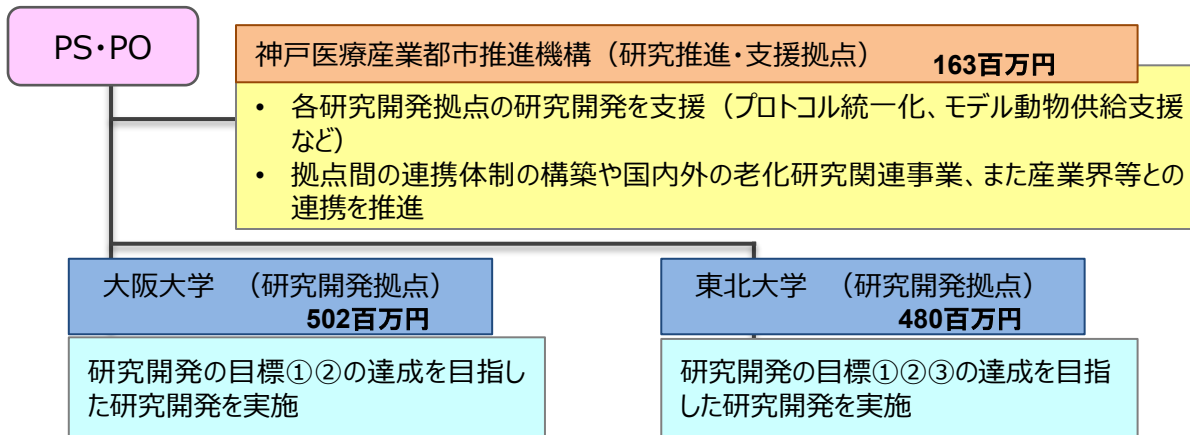 PS・PO
神戸医療産業都市推進機構（研究推進・支援拠点）　163百万円
• 各研究開発拠点の研究開発を支援（プロトコル統一化、モデル動物供給支援
など）
• 拠点間の連携体制の構築や国内外の老化研究関連事業、また産業界等との
連携を推進
大阪大学　（研究開発拠点）
502百万円
研究開発の目標①②の達成を目指し
た研究開発を実施
東北大学　（研究開発拠点）
480百万円
研究開発の目標①②③の達成を目指
した研究開発を実施